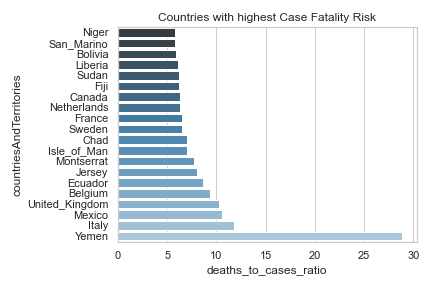 Countries with highest Case Fatality Risk
countriesAndTerritories
Niger
San_Marino
Bolivia
Liberia
Sudan
Fiji
Canada
Netherlands
France
Sweden
Chad
Isle_of_Man
Montserrat
Jersey
Ecuador
Belgium
United_Kingdom
Mexico
Italy
Yemen
0 5 10 15 20 25 30
deaths_to_cases_ratio